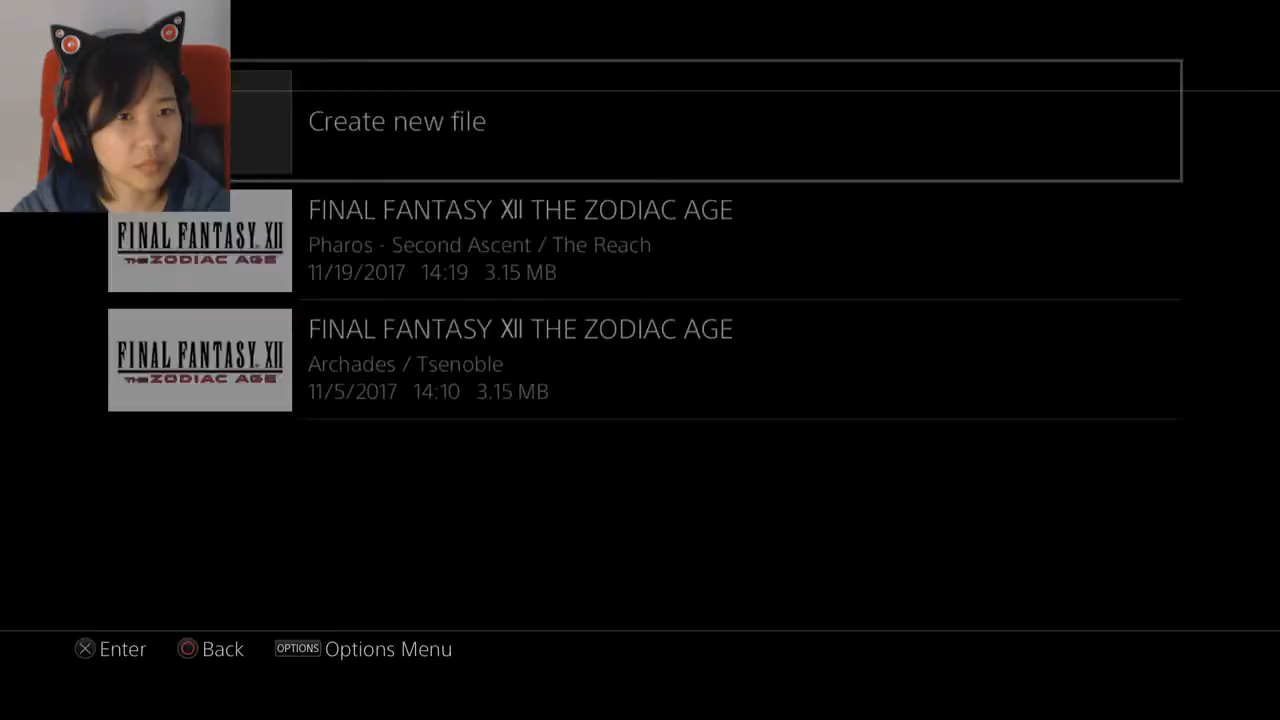 Create new file
FINAL FANTASY XII THE ZODIAC AGE
Pharos - Second Ascent / The Reach
11/19/2017 14:19 3.15 MB
FINAL FANTASY XII
THE ZODIAC AGE
FINAL FANTASY XII THE ZODIAC AGE
Archades / Tsenoble
11/5/2017 14:10 3.15 MB
FINAL FANTASY XII
THE ZODIAC AGE
Enter Back OPTIONS Options Menu